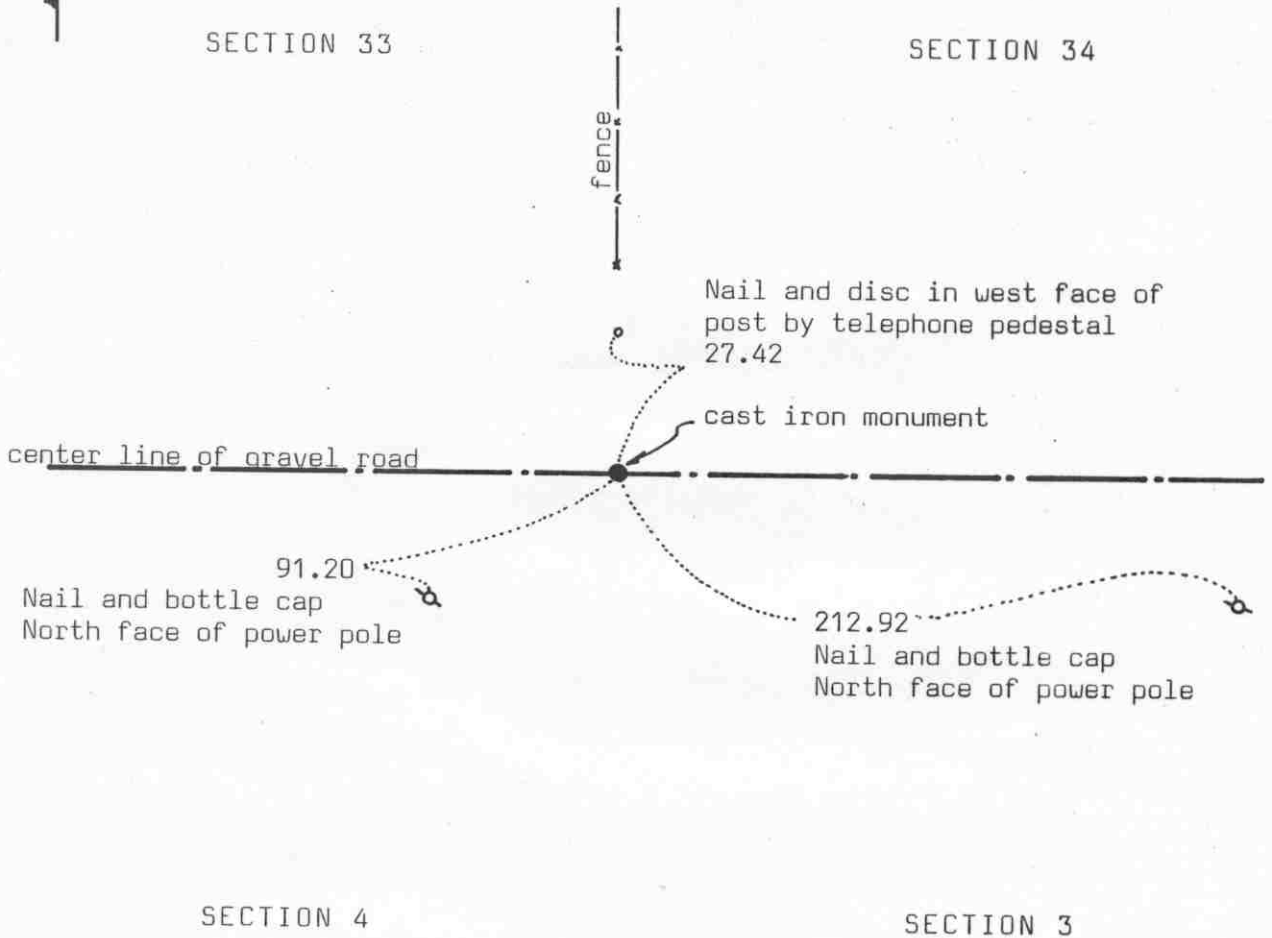 SECTION 33
SECTION 34
fence
Nail and disc in west face of
post by telephone pedestal
27.42
cast iron monument
center line of gravel road
91.20
Nail and bottle cap
North face of power pole
212.92
Nail and bottle cap
North face of power pole
SECTION 4
SECTION 3